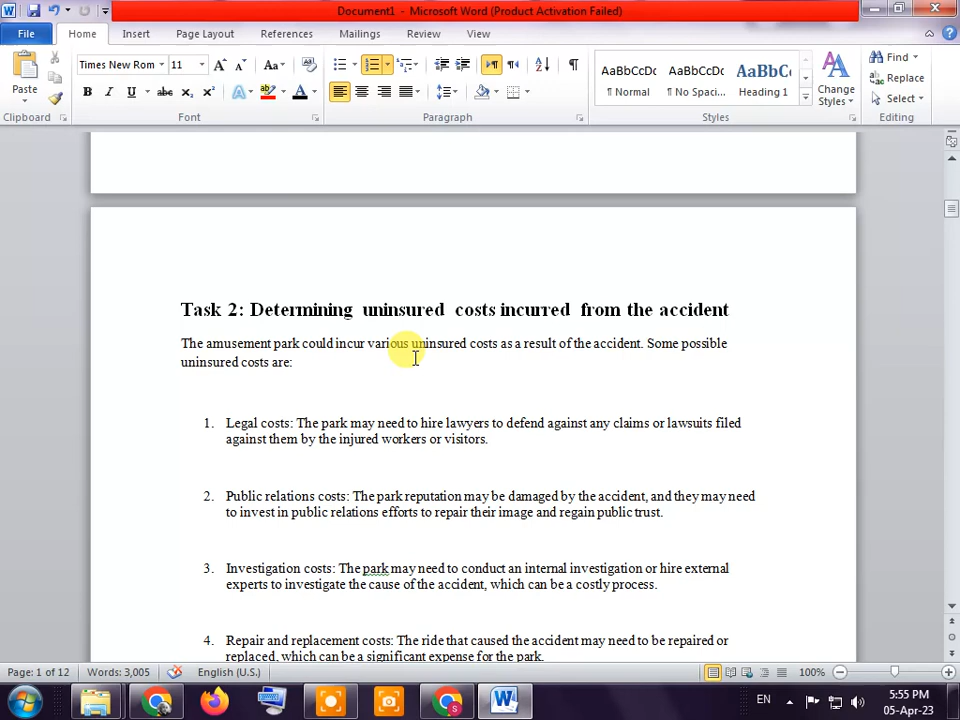 Document1 - Microsoft Word (Product Activation Failed)
File Home Insert Page Layout References Mailings Review View
Paste
Times New Rom 11
Aa
B I U abc x₂ x²
AaBbCcDc AaBbCcDc AaBbC
¶ Normal ¶ No Spaci... Heading 1
Change Styles
Find
Replace
Select
Clipboard Font Paragraph Styles Editing
Task 2: Determining uninsured costs incurred from the accident
The amusement park could incur various uninsured costs as a result of the accident. Some possible
uninsured costs are:
1. Legal costs: The park may need to hire lawyers to defend against any claims or lawsuits filed
against them by the injured workers or visitors.
2. Public relations costs: The park reputation may be damaged by the accident, and they may need
to invest in public relations efforts to repair their image and regain public trust.
3. Investigation costs: The park may need to conduct an internal investigation or hire external
experts to investigate the cause of the accident, which can be a costly process.
4. Repair and replacement costs: The ride that caused the accident may need to be repaired or
replaced, which can be a significant expense for the park.
Page: 1 of 12 Words: 3,005 English (U.S.) 100%
EN
5:55 PM
05-Apr-23